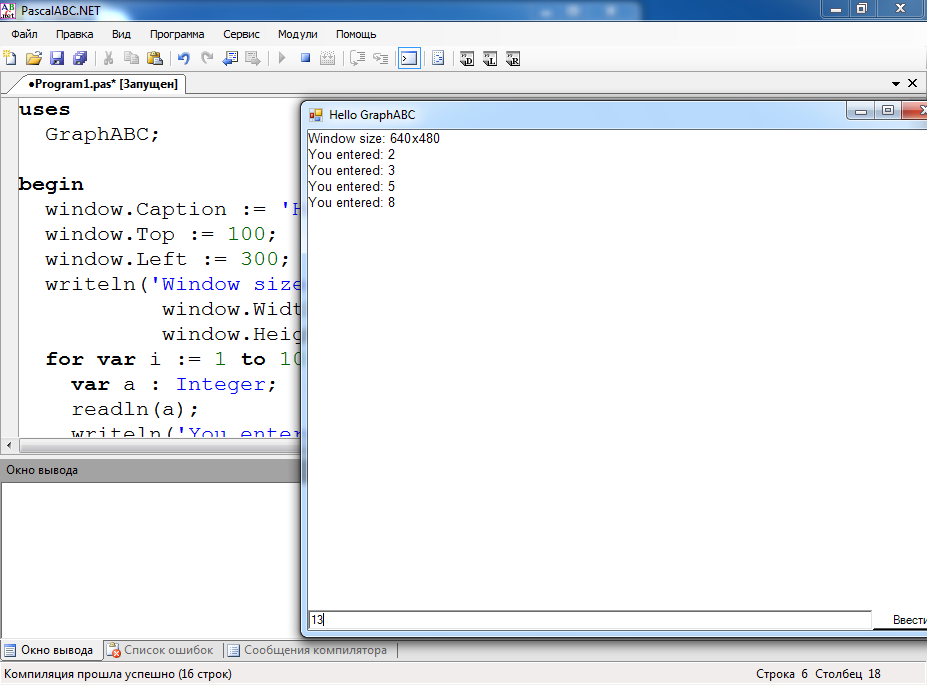 PascalABC.NET
Файл Правка Вид Программа Сервис Модули Помощь
•Program1.pas* [Запущен]
uses
GraphABC;
begin
window.Caption := 'H
window.Top := 100;
window.Left := 300;
writeln('Window size
window.Widt
window.Heig
for var i := 1 to 10
var a : Integer;
readln(a);
writeln('You enter
Hello GraphABC
Window size: 640x480
You entered: 2
You entered: 3
You entered: 5
You entered: 8
13
Ввести
Окно вывода
Окно вывода Список ошибок Сообщения компилятора
Компиляция прошла успешно (16 строк) Строка 6 Столбец 18